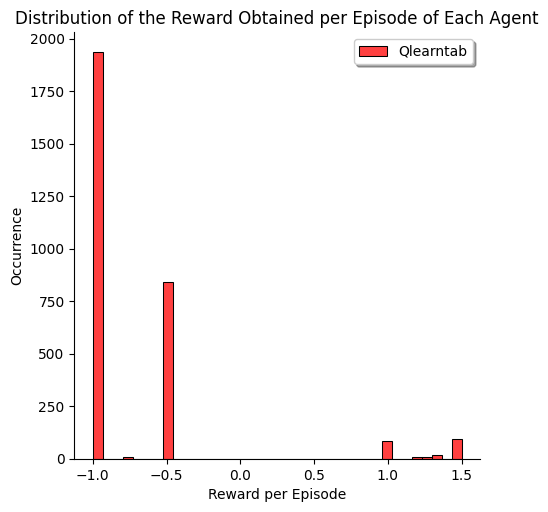 Distribution of the Reward Obtained per Episode of Each Agent
Qlearntab
2000
1750
1500
1250
1000
750
500
250
0
Occurrence
−1.0 −0.5 0.0 0.5 1.0 1.5
Reward per Episode